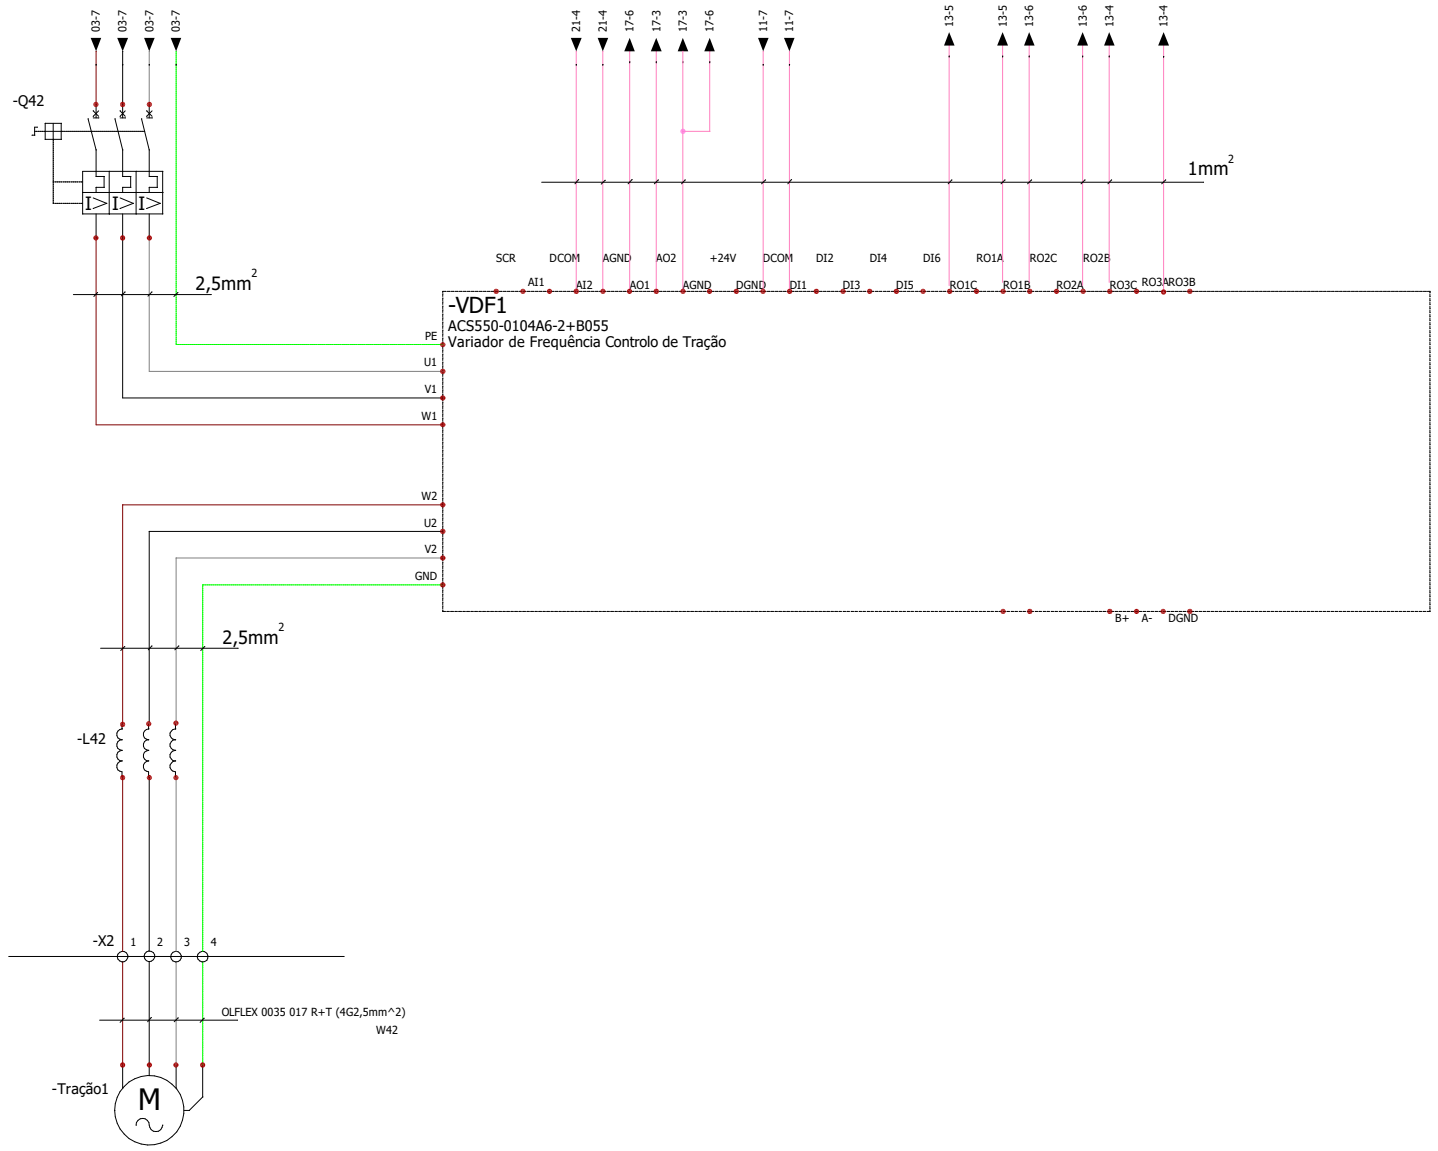 03-7 03-7 03-7 03-7 21-4 21-4 17-6 17-3 17-3 17-6 11-7 11-7 13-5 13-5 13-6 13-6 13-4 13-4
-Q42
1mm²
I> I> I>
SCR DCOM AGND AO2 +24V DCOM DI2 DI4 DI6 RO1A RO2C RO2B
AI1 AI2 AO1 AGND DGND DI1 DI3 DI5 RO1C RO1B RO2A RO3C RO3A RO3B
2,5mm²
-VDF1
ACS550-0104A6-2+B055
Variador de Frequência Controlo de Tração
PE
U1
V1
W1
W2
U2
V2
GND
B+ A- DGND
2,5mm²
-L42
-X2 1 2 3 4
OLFLEX 0035 017 R+T (4G2,5mm^2)
W42
-Tração1
M